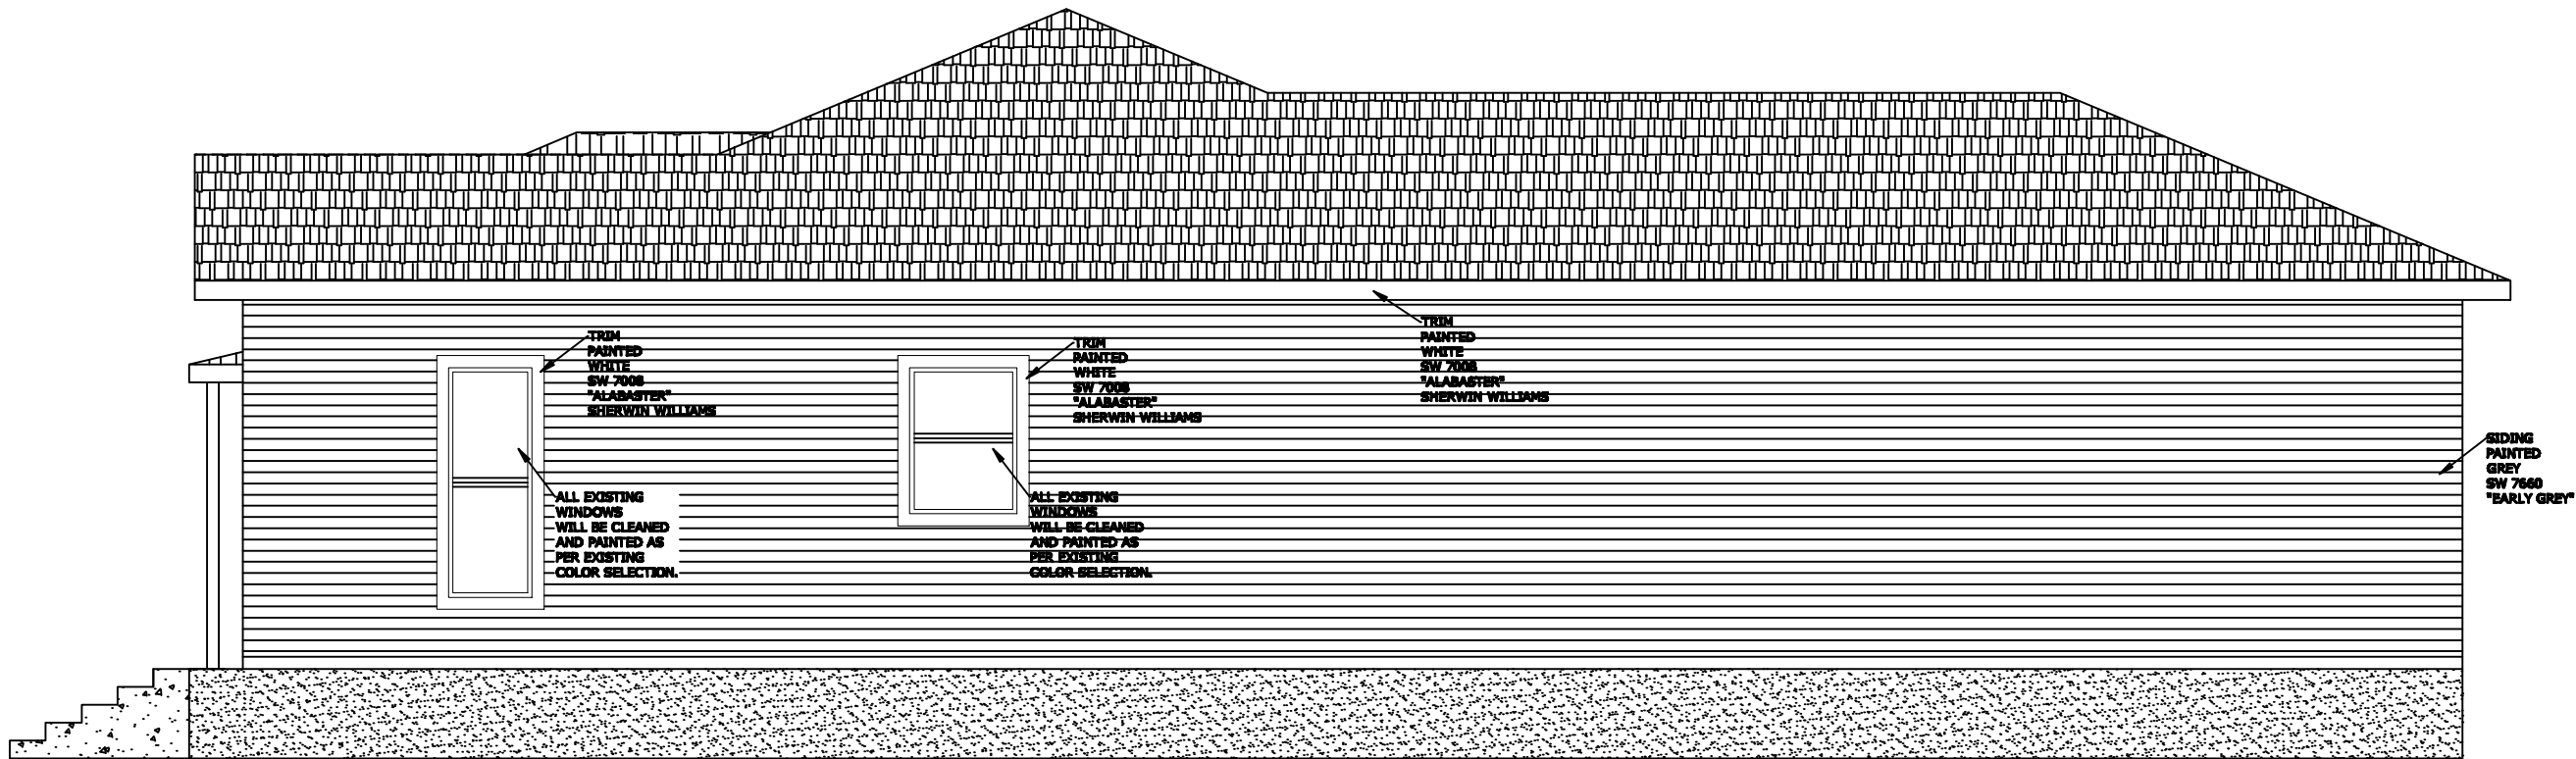 TRIM
PAINTED
WHITE
SW 7008
"ALABASTER"
SHERWIN WILLIAMS
TRIM
PAINTED
WHITE
SW 7008
"ALABASTER"
SHERWIN WILLIAMS
TRIM
PAINTED
WHITE
SW 7008
"ALABASTER"
SHERWIN WILLIAMS
SIDING
PAINTED
GREY
SW 7660
"EARLY GREY"
ALL EXISTING
WINDOWS
WILL BE CLEANED
AND PAINTED AS
PER EXISTING
COLOR SELECTION.
ALL EXISTING
WINDOWS
WILL BE CLEANED
AND PAINTED AS
PER EXISTING
COLOR SELECTION.